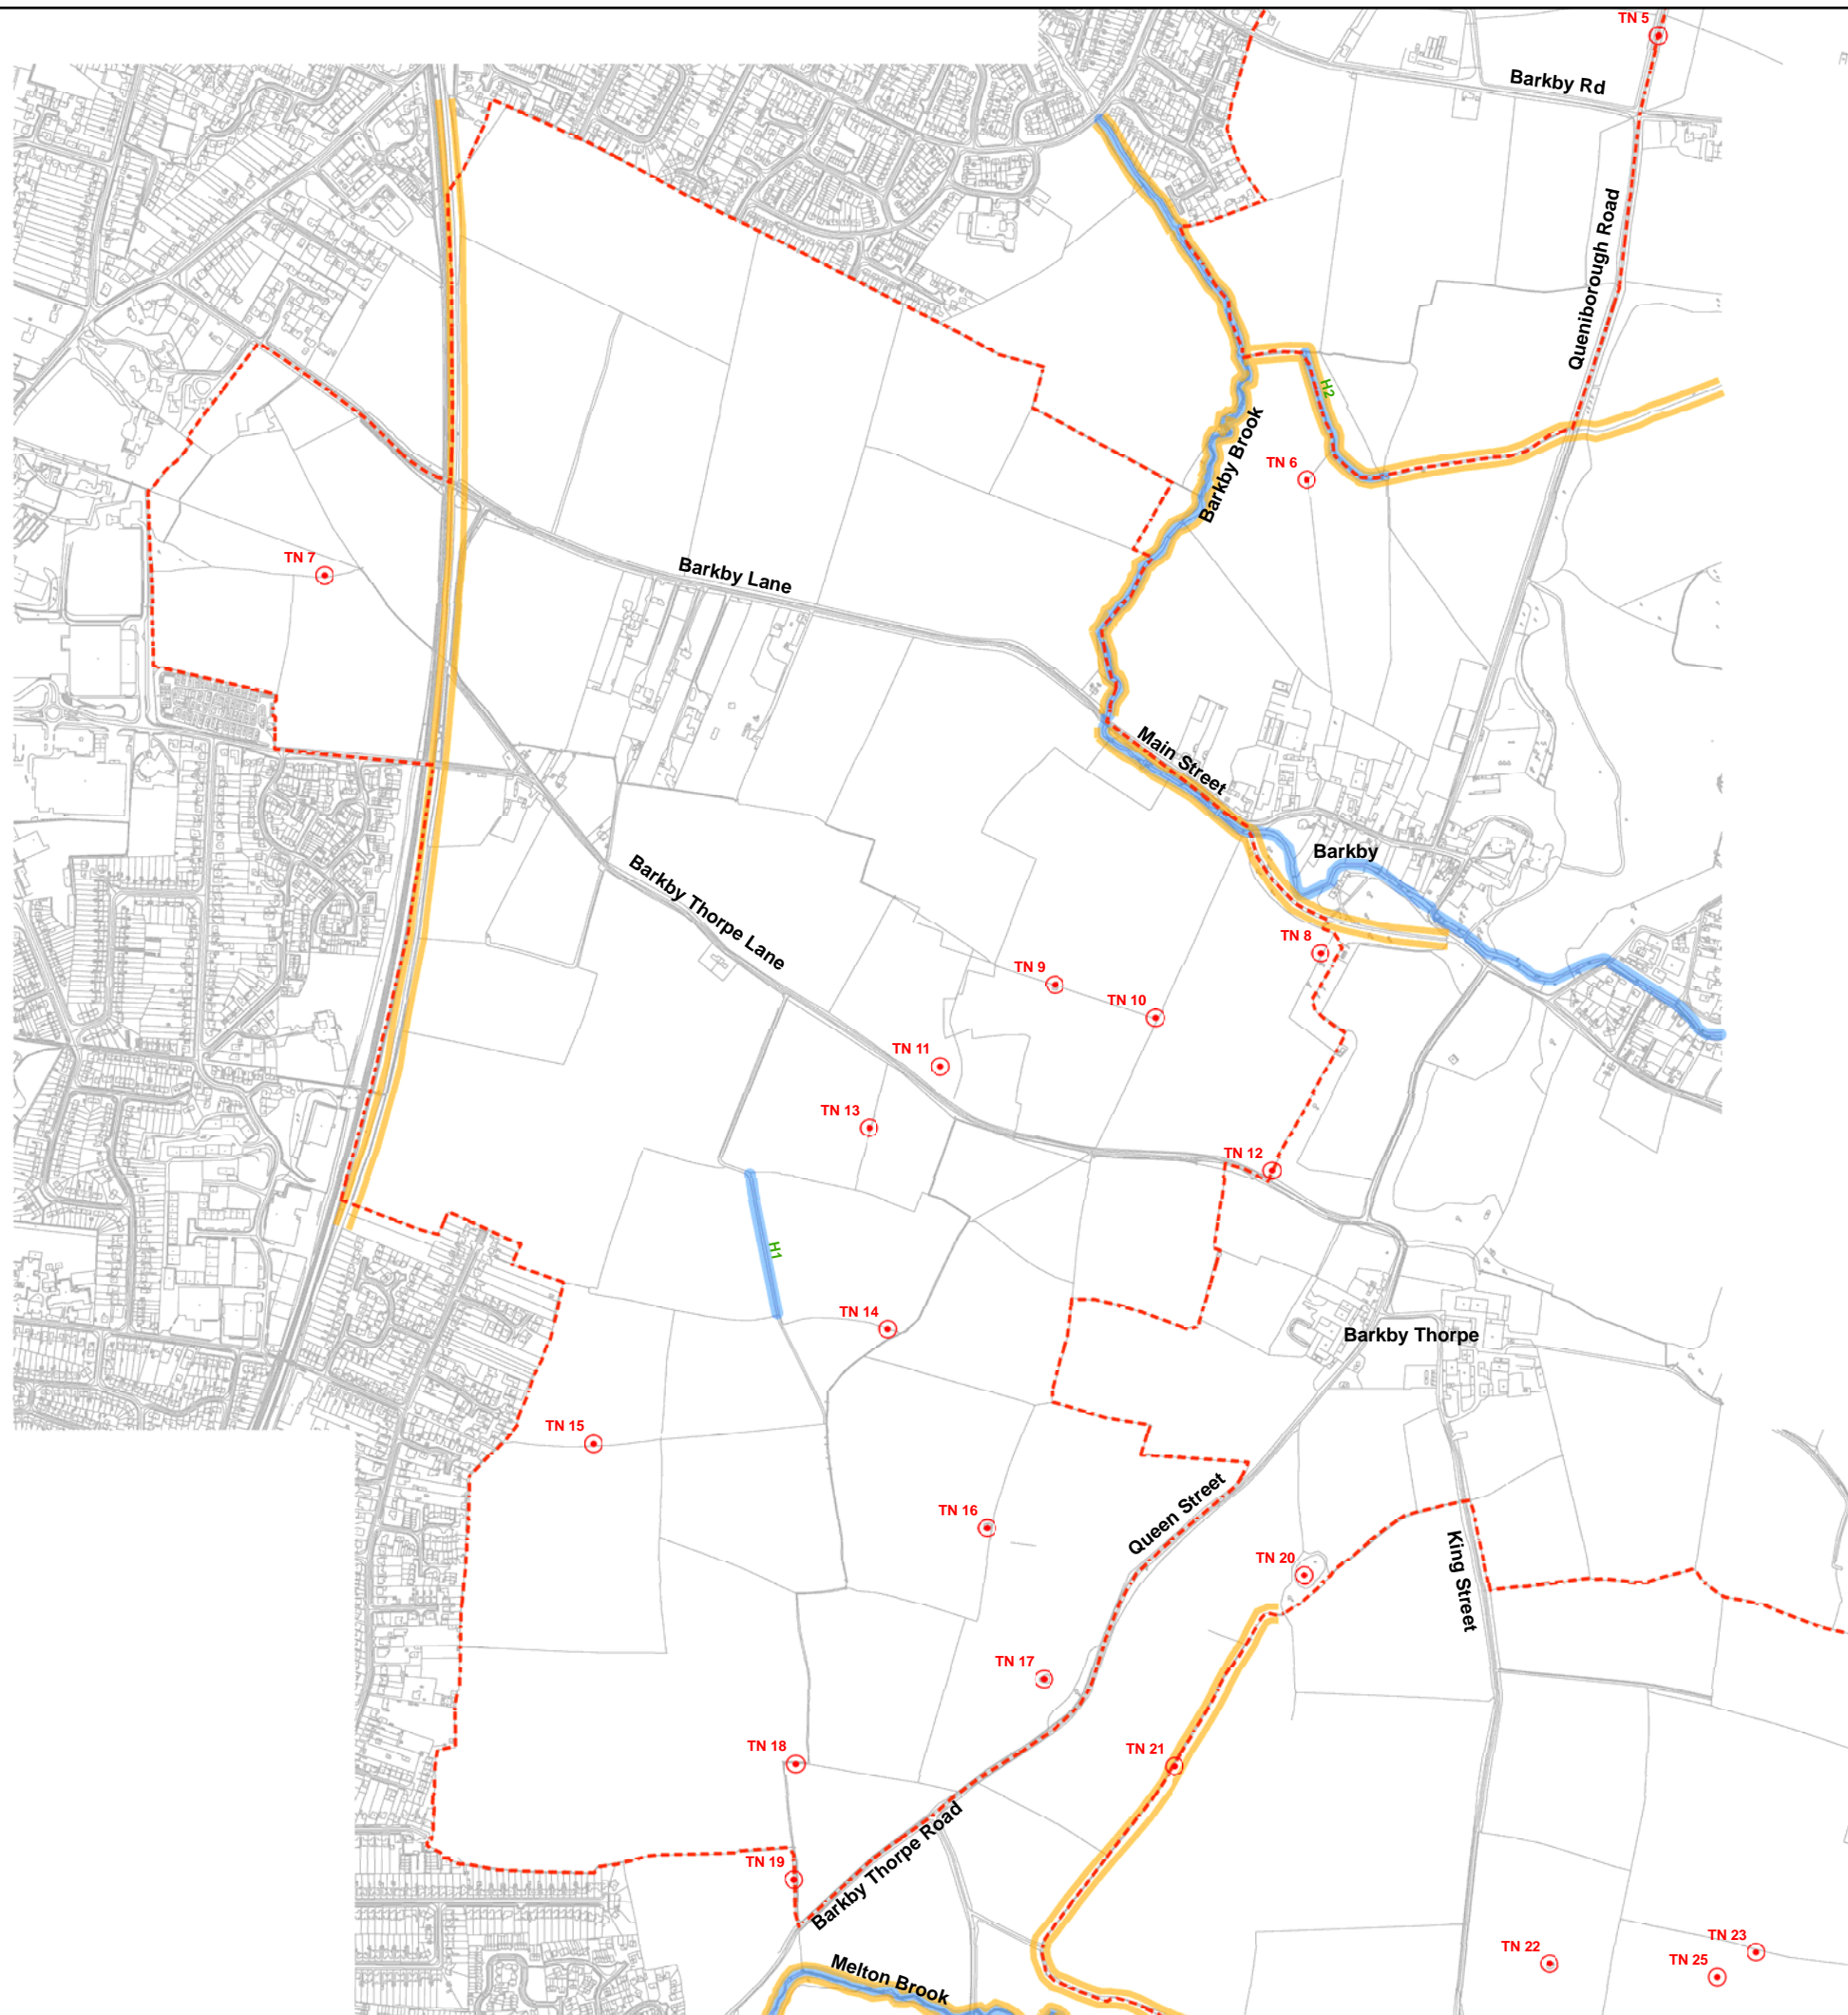 TN 5
Barkby Rd
Queniborough Road
H2
Barkby Brook
TN 6
TN 7
Barkby Lane
Main Street
Barkby
Barkby Thorpe Lane
TN 8
TN 9
TN 10
TN 11
TN 13
TN 12
H1
TN 14
Barkby Thorpe
TN 15
TN 16
Queen Street
TN 20
King Street
TN 17
TN 18
TN 21
Barkby Thorpe Road
TN 19
TN 22
TN 23
TN 25
Melton Brook